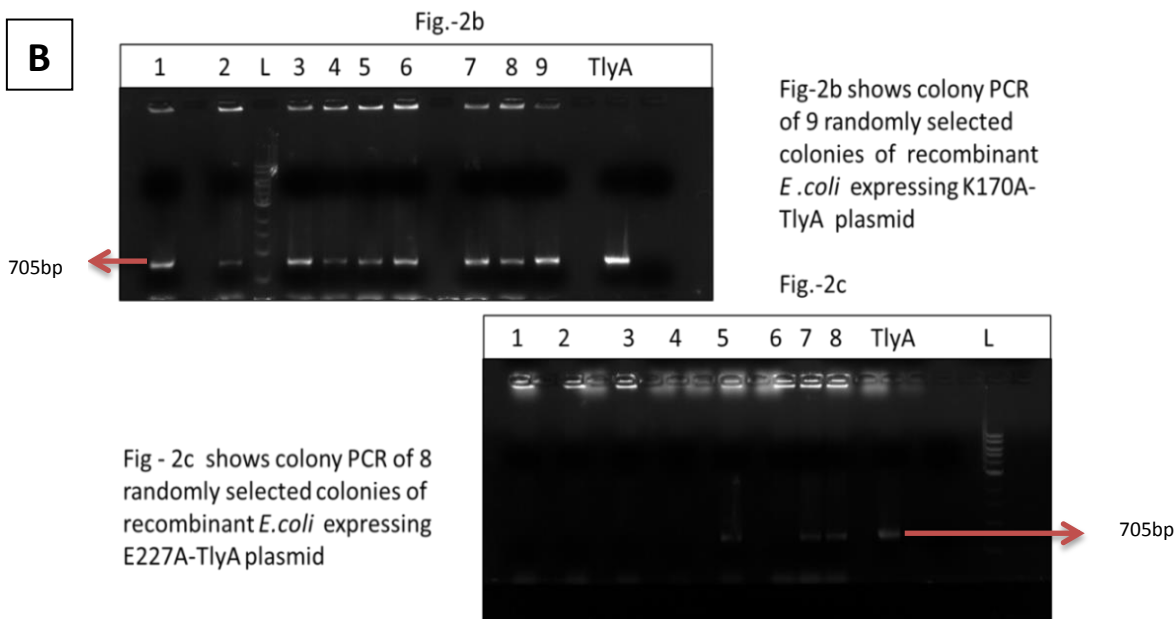 B
Fig.-2b
1 2 L 3 4 5 6 7 8 9 TlyA
Fig-2b shows colony PCR
of 9 randomly selected
colonies of recombinant
E .coli expressing K170A-
TlyA plasmid
705bp
Fig.-2c
1 2 3 4 5 6 7 8 TlyA L
Fig - 2c shows colony PCR of 8
randomly selected colonies of
recombinant E.coli expressing
E227A-TlyA plasmid
705bp